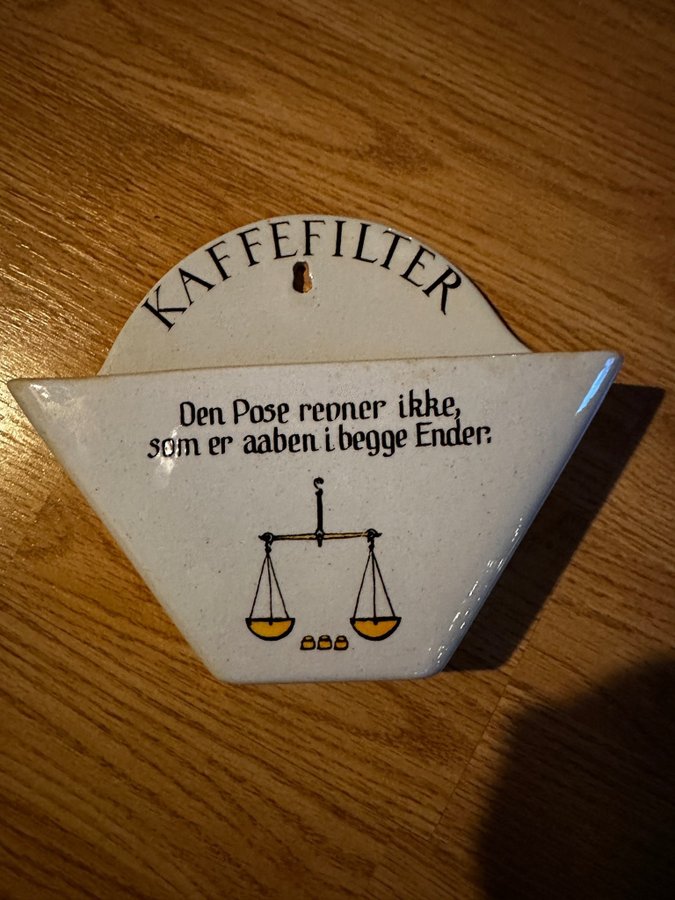 KAFFEFILTER
Den Pose revner ikke,
som er aaben i begge Ender.